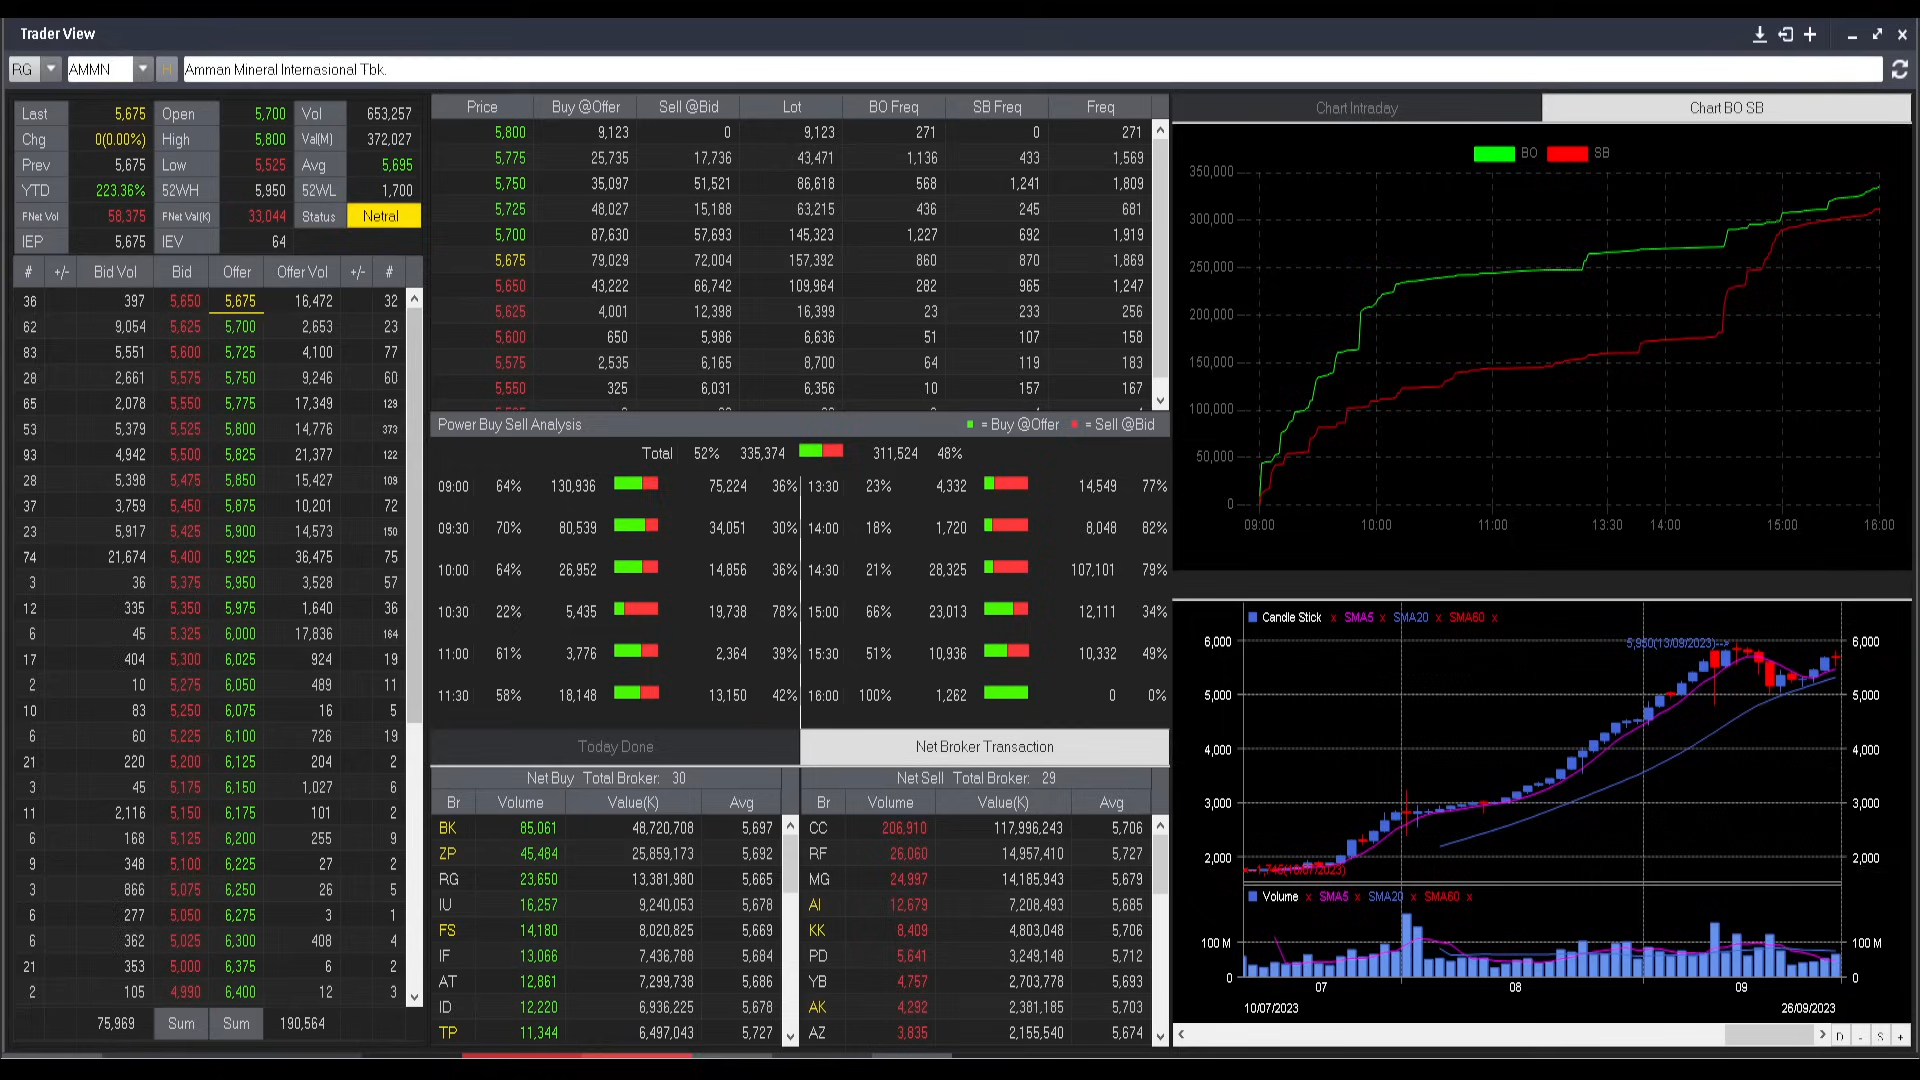 Trader View
RG AMMN H Amman Mineral Internasional Tbk.
Last 5,675 Open 5,700 Vol 653,257
Chg 0(0.00%) High 5,800 Val(M) 372,027
Prev 5,675 Low 5,525 Avg 5,695
YTD 223.36% 52WH 5,950 52WL 1,700
FNet Vol 58,375 FNet Val(K) 33,044 Status Netral
IEP 5,675 IEV 64
# +/- Bid Vol Bid Offer Offer Vol +/- #
36 397 5,650 5,675 16,472 32
62 9,054 5,625 5,700 2,653 23
83 5,551 5,600 5,725 4,100 77
28 2,661 5,575 5,750 9,246 60
65 2,078 5,550 5,775 17,349 129
53 5,379 5,525 5,800 14,776 373
93 4,942 5,500 5,825 21,377 122
28 5,398 5,475 5,850 15,427 109
37 3,759 5,450 5,875 10,201 72
23 5,917 5,425 5,900 14,573 150
74 21,674 5,400 5,925 36,475 75
3 36 5,375 5,950 3,528 57
12 335 5,350 5,975 1,640 36
6 45 5,325 6,000 17,836 164
17 404 5,300 6,025 924 19
2 10 5,275 6,050 489 11
10 83 5,250 6,075 16 5
6 60 5,225 6,100 726 19
21 220 5,200 6,125 204 2
3 45 5,175 6,150 1,027 6
11 2,116 5,150 6,175 101 2
6 168 5,125 6,200 255 9
9 348 5,100 6,225 27 2
3 866 5,075 6,250 26 5
6 277 5,050 6,275 3 1
6 362 5,025 6,300 408 4
21 353 5,000 6,375 6 2
2 105 4,990 6,400 12 3
75,969 Sum Sum 190,564
Price Buy @Offer Sell @Bid Lot BO Freq SB Freq Freq
5,800 9,123 0 9,123 271 0 271
5,775 25,735 17,736 43,471 1,136 433 1,569
5,750 35,097 51,521 86,618 568 1,241 1,809
5,725 48,027 15,188 63,215 436 245 681
5,700 87,630 57,693 145,323 1,227 692 1,919
5,675 79,029 72,004 157,392 860 870 1,869
5,650 43,222 66,742 109,964 282 965 1,247
5,625 4,001 12,398 16,399 23 233 256
5,600 650 5,986 6,636 51 107 158
5,575 2,535 6,165 8,700 64 119 183
5,550 325 6,031 6,356 10 157 167
Power Buy Sell Analysis = Buy @Offer = Sell @Bid
Total 52% 335,374 311,524 48%
09:00 64% 130,936 75,224 36% 13:30 23% 4,332 14,549 77%
09:30 70% 80,539 34,051 30% 14:00 18% 1,720 8,048 82%
10:00 64% 26,952 14,856 36% 14:30 21% 28,325 107,101 79%
10:30 22% 5,435 19,738 78% 15:00 66% 23,013 12,111 34%
11:00 61% 3,776 2,364 39% 15:30 51% 10,936 10,332 49%
11:30 58% 18,148 13,150 42% 16:00 100% 1,262 0 0%
Today Done Net Broker Transaction
Net Buy Total Broker: 30
Br Volume Value(K) Avg
BK 85,061 48,720,708 5,697
ZP 45,484 25,859,173 5,692
RG 23,650 13,381,980 5,665
IU 16,257 9,240,053 5,678
FS 14,180 8,020,825 5,669
IF 13,066 7,436,788 5,684
AT 12,861 7,299,738 5,686
ID 12,220 6,936,225 5,678
TP 11,344 6,497,043 5,727
Net Sell Total Broker: 29
Br Volume Value(K) Avg
CC 206,910 117,996,243 5,706
RF 26,060 14,957,410 5,727
MG 24,997 14,185,943 5,679
AI 12,679 7,208,493 5,685
KK 8,409 4,803,048 5,706
PD 5,641 3,249,148 5,712
YB 4,757 2,703,778 5,693
AK 4,292 2,381,185 5,703
AZ 3,835 2,155,540 5,674
Chart Intraday Chart BO SB
BO SB
350,000
300,000
250,000
200,000
150,000
100,000
50,000
0
09:00 10:00 11:00 13:30 14:00 15:00 16:00
Candle Stick x SMA5 x SMA20 x SMA60 x
5,950(13/09/2023)-->
6,000 6,000
5,000 5,000
4,000 4,000
3,000 3,000
2,000 2,000
Volume x SMA5 x SMA20 x SMA60 x
100 M 100 M
0 0
07 08 09
10/07/2023 26/09/2023
D - S +